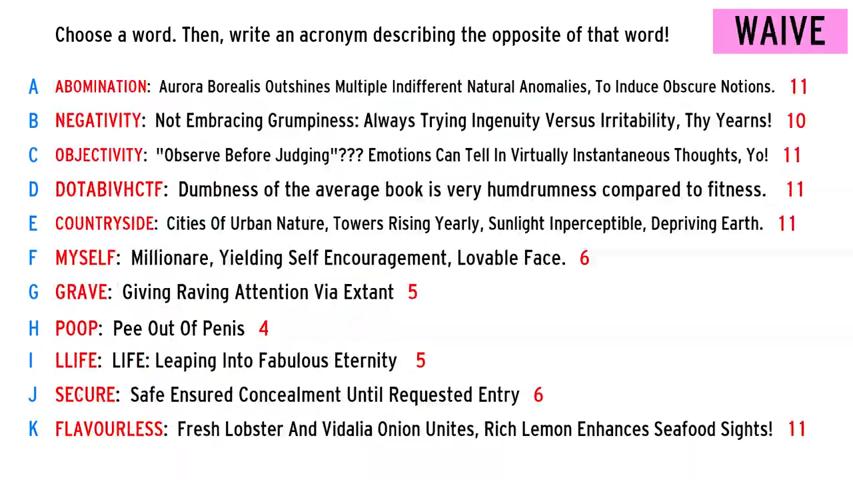 Choose a word. Then, write an acronym describing the opposite of that word!
WAIVE
A ABOMINATION: Aurora Borealis Outshines Multiple Indifferent Natural Anomalies, To Induce Obscure Notions. 11
B NEGATIVITY: Not Embracing Grumpiness: Always Trying Ingenuity Versus Irritability, Thy Yearns! 10
C OBJECTIVITY: "Observe Before Judging"??? Emotions Can Tell In Virtually Instantaneous Thoughts, Yo! 11
D DOTABIVHCTF: Dumbness of the average book is very humdrumness compared to fitness. 11
E COUNTRYSIDE: Cities Of Urban Nature, Towers Rising Yearly, Sunlight Inperceptible, Depriving Earth. 11
F MYSELF: Millionare, Yielding Self Encouragement, Lovable Face. 6
G GRAVE: Giving Raving Attention Via Extant 5
H POOP: Pee Out Of Penis 4
I LLIFE: LIFE: Leaping Into Fabulous Eternity 5
J SECURE: Safe Ensured Concealment Until Requested Entry 6
K FLAVOURLESS: Fresh Lobster And Vidalia Onion Unites, Rich Lemon Enhances Seafood Sights! 11